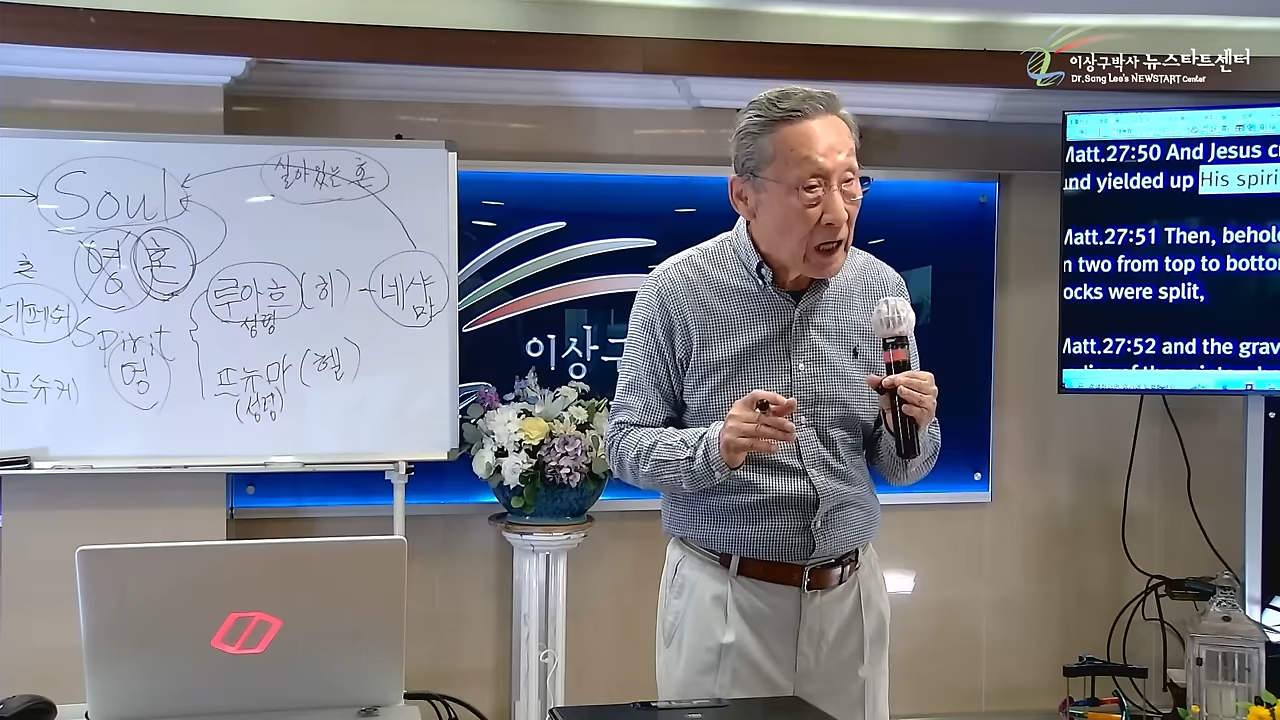 이상구박사 뉴스타트센터
Dr. Sang Lee's NEWSTART Center
Soul
살아있는 혼
영혼
루아흐(히) - 네샤마
성령
네페쉬
Spirit
영
프뉴마(헬)
(성령)
프슈케)
이상구
Matt.27:50 And Jesus
and yielded up His spiri
Matt.27:51 Then, behol
n two from top to botto
ocks were split,
Matt.27:52 and the grav